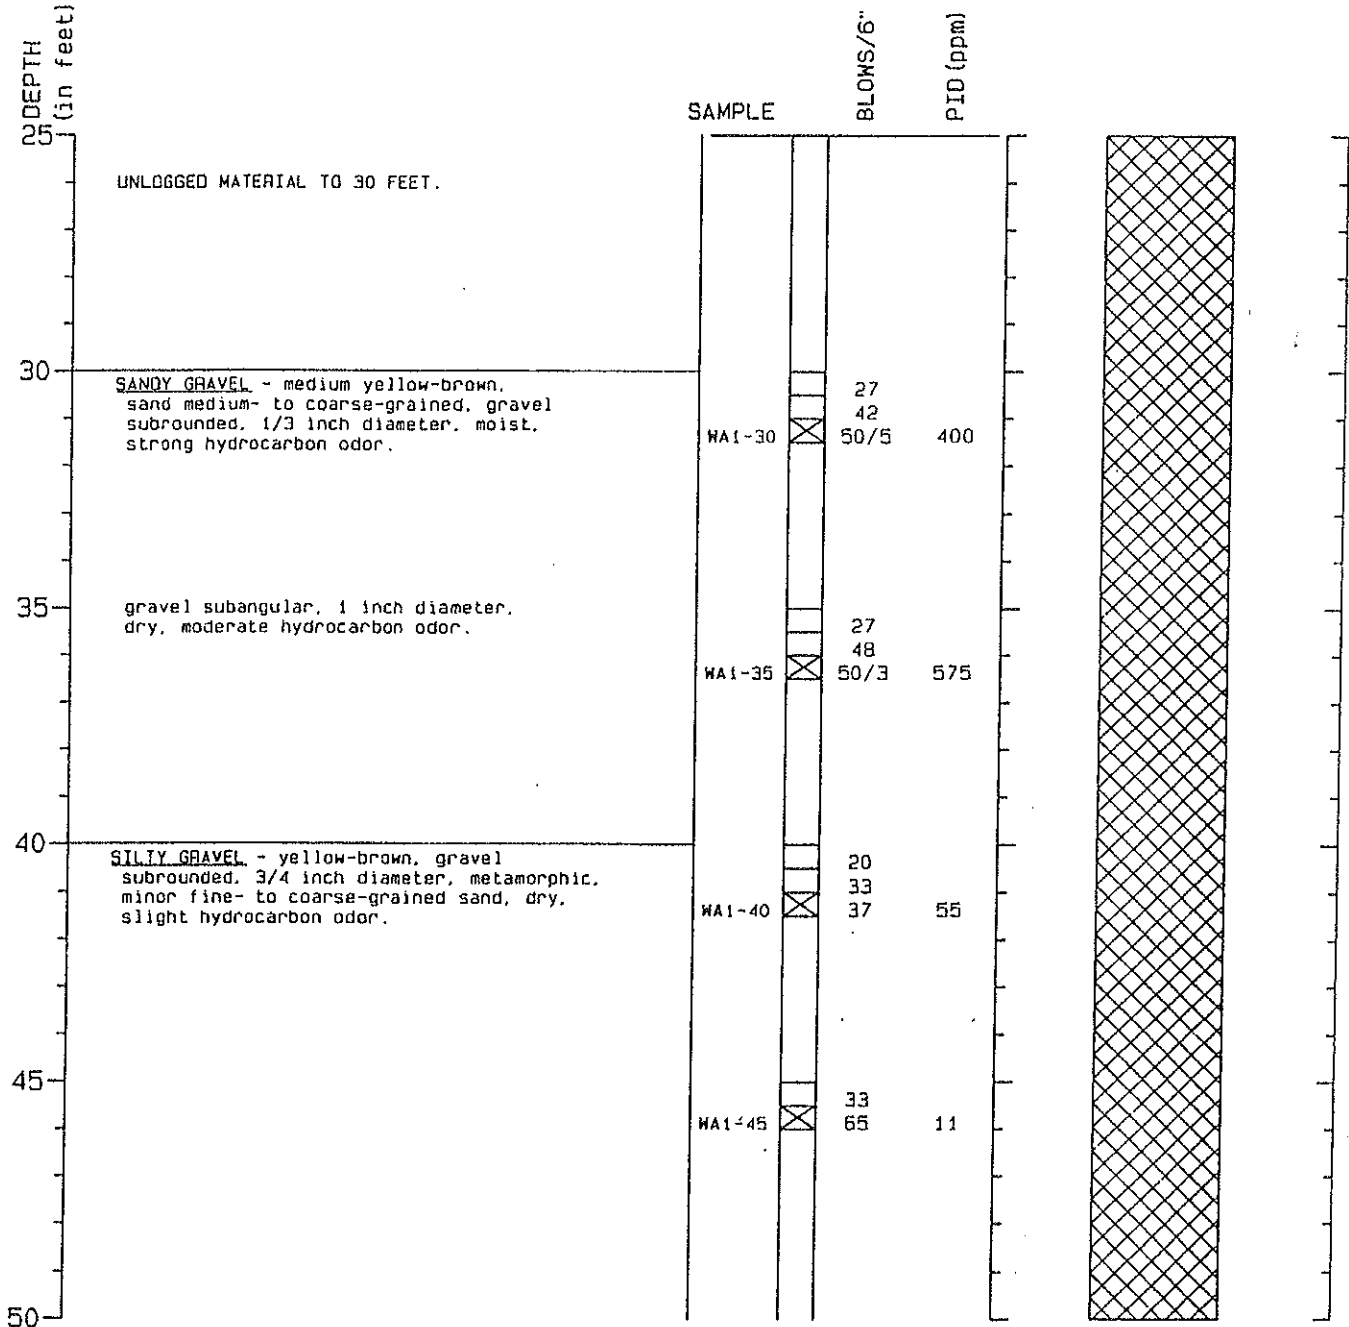 DEPTH
(in feet)
SAMPLE
BLOWS/6"
PID (ppm)
25
UNLOGGED MATERIAL TO 30 FEET.
30
SANDY GRAVEL - medium yellow-brown,
sand medium- to coarse-grained, gravel
subrounded, 1/3 inch diameter, moist,
strong hydrocarbon odor.
27
42
WA1-30 50/5 400
35
gravel subangular, 1 inch diameter,
dry, moderate hydrocarbon odor.
27
48
WA1-35 50/3 575
40
SILTY GRAVEL - yellow-brown, gravel
subrounded, 3/4 inch diameter, metamorphic,
minor fine- to coarse-grained sand, dry,
slight hydrocarbon odor.
20
33
WA1-40 37 55
45
33
WA1-45 65 11
50